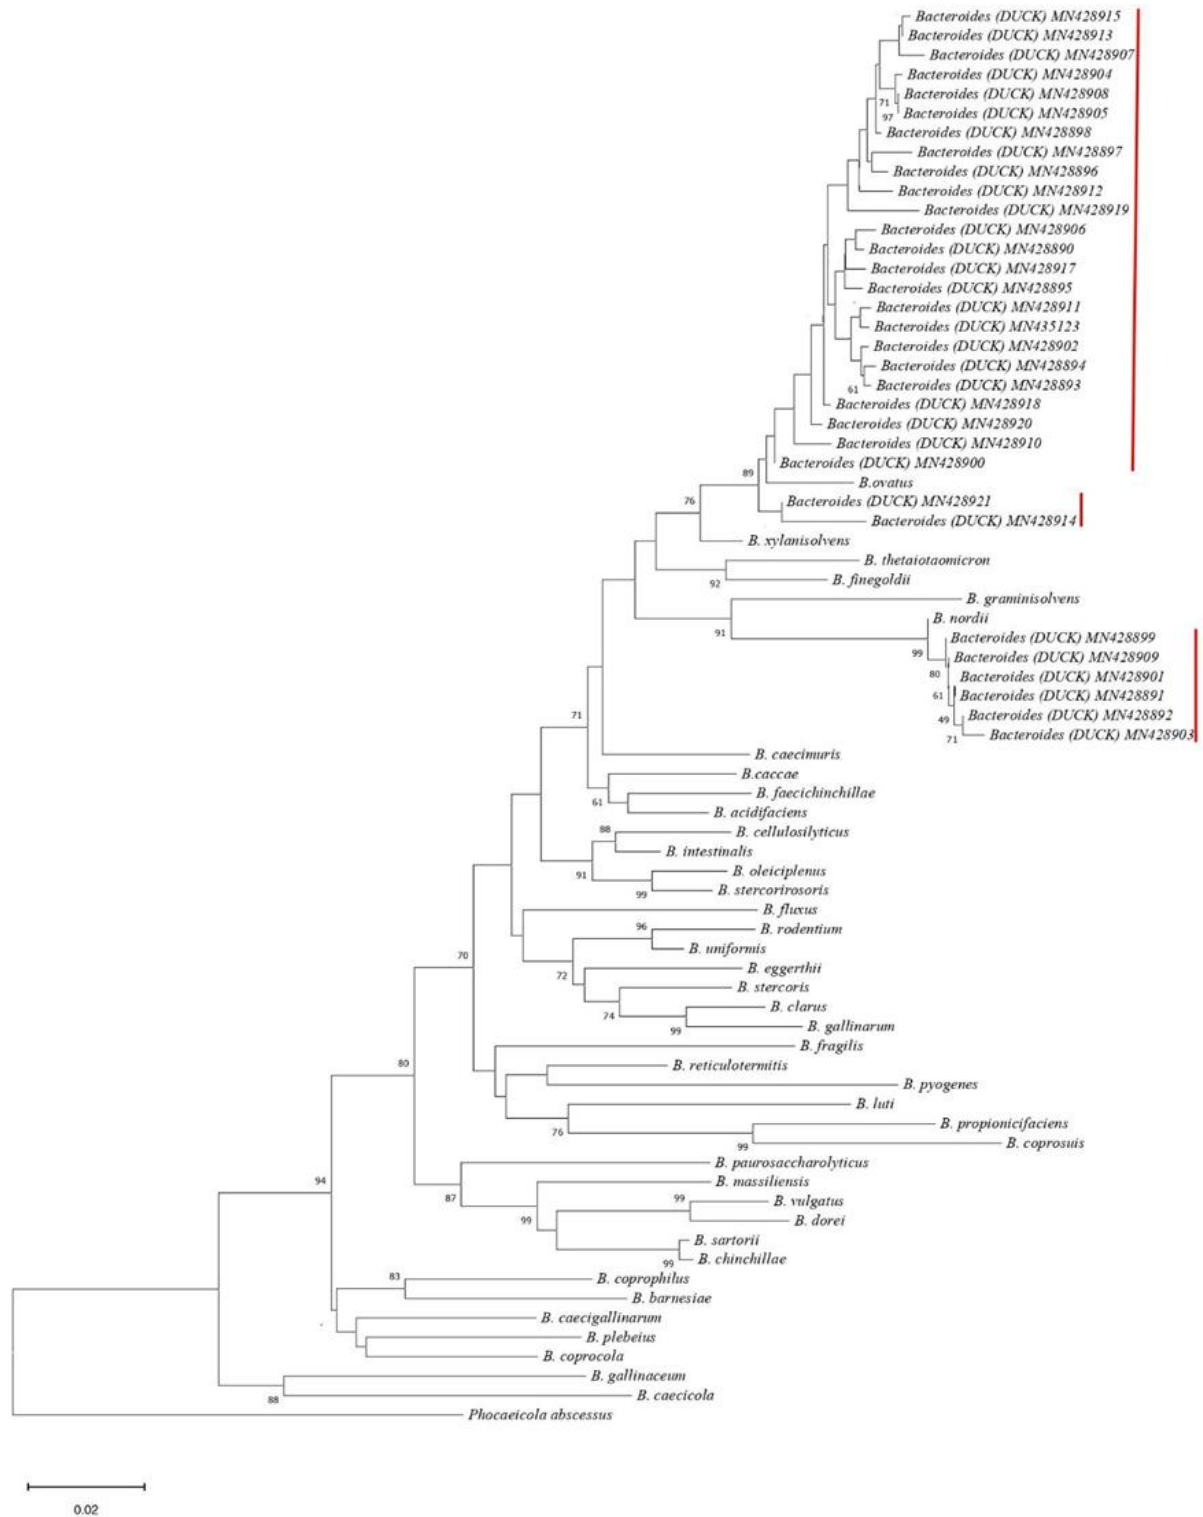 Bacteroides (DUCK) MN428915
Bacteroides (DUCK) MN428913
Bacteroides (DUCK) MN428907
Bacteroides (DUCK) MN428904
71
Bacteroides (DUCK) MN428908
97
Bacteroides (DUCK) MN428905
Bacteroides (DUCK) MN428898
Bacteroides (DUCK) MN428897
Bacteroides (DUCK) MN428896
Bacteroides (DUCK) MN428912
Bacteroides (DUCK) MN428919
Bacteroides (DUCK) MN428906
Bacteroides (DUCK) MN428890
Bacteroides (DUCK) MN428917
Bacteroides (DUCK) MN428895
Bacteroides (DUCK) MN428911
Bacteroides (DUCK) MN435123
Bacteroides (DUCK) MN428902
Bacteroides (DUCK) MN428894
61
Bacteroides (DUCK) MN428893
Bacteroides (DUCK) MN428918
Bacteroides (DUCK) MN428920
Bacteroides (DUCK) MN428910
Bacteroides (DUCK) MN428900
89
B.ovatus
76
Bacteroides (DUCK) MN428921
Bacteroides (DUCK) MN428914
B. xylanisolvens
B. thetaiotaomicron
92
B. finegoldii
B. graminisolvens
91
B. nordii
Bacteroides (DUCK) MN428899
99
Bacteroides (DUCK) MN428909
80
Bacteroides (DUCK) MN428901
61
Bacteroides (DUCK) MN428891
49
Bacteroides (DUCK) MN428892
71
Bacteroides (DUCK) MN428903
71
B. caecimuris
B.caccae
B. faecichinchillae
61
B. acidifaciens
88
B. cellulosilyticus
B. intestinalis
91
B. oleiciplenus
99
B. stercorirosoris
B. fluxus
96
B. rodentium
B. uniformis
70
B. eggerthii
72
B. stercoris
B. clarus
74
B. gallinarum
99
B. fragilis
80
B. reticulotermitis
B. pyogenes
B. luti
B. propionicifaciens
76
B. coprosuis
99
B. paurosaccharolyticus
94
B. massiliensis
87
99
B. vulgatus
99
B. dorei
B. sartorii
B. chinchillae
99
83
B. coprophilus
B. barnesiae
B. caecigallinarum
B. plebeius
B. coprocola
B. gallinaceum
88
B. caecicola
Phocaeicola abscessus
0.02